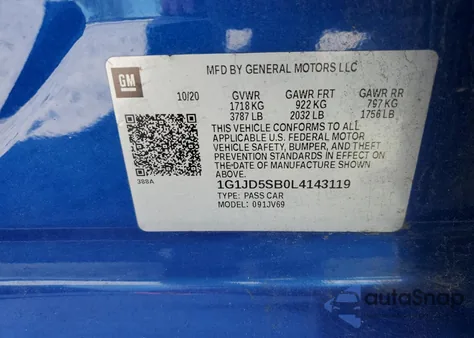 MFD BY GENERAL MOTORS LLC
GM
10/20 GVWR GAWR FRT GAWR RR
1718 KG 922 KG 797 KG
3787 LB 2032 LB 1756 LB
THIS VEHICLE CONFORMS TO ALL
APPLICABLE U.S. FEDERAL MOTOR
VEHICLE SAFETY, BUMPER, AND THEFT
PREVENTION STANDARDS IN EFFECT
ON THE DATE OF MANUFACTURE SHOWN
ABOVE.
388A
1G1JD5SB0L4143119
TYPE: PASS CAR
MODEL: 091JV69
autoSnap